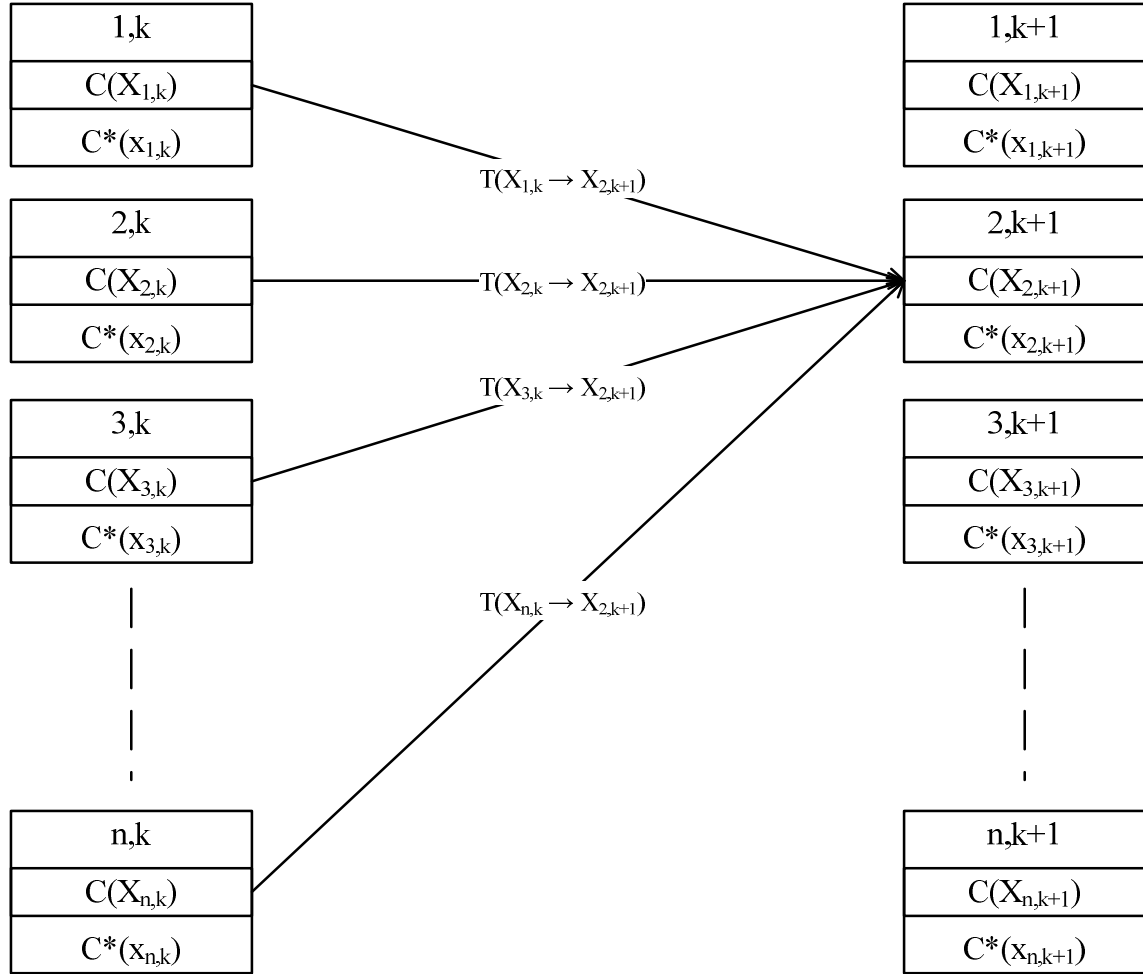 1,k
C(X1,k)
C*(x1,k)
2,k
C(X2,k)
C*(x2,k)
3,k
C(X3,k)
C*(x3,k)
n,k
C(Xn,k)
C*(xn,k)
T(X1,k → X2,k+1)
T(X2,k → X2,k+1)
T(X3,k → X2,k+1)
T(Xn,k → X2,k+1)
1,k+1
C(X1,k+1)
C*(x1,k+1)
2,k+1
C(X2,k+1)
C*(x2,k+1)
3,k+1
C(X3,k+1)
C*(x3,k+1)
n,k+1
C(Xn,k+1)
C*(xn,k+1)